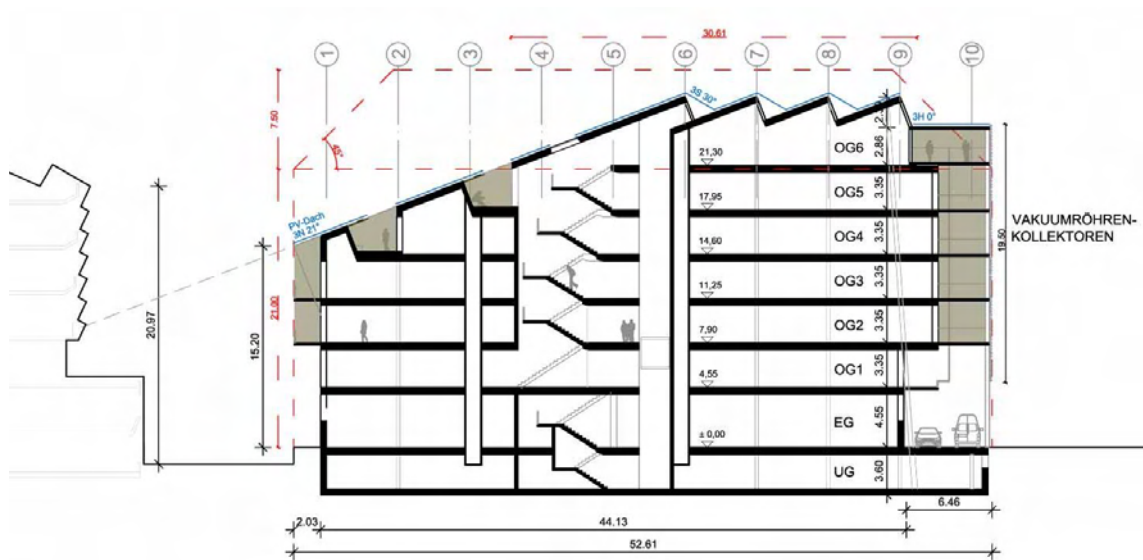 30.61
1 2 3 4 5 6 7 8 9 10
7.50
45°
3S 30°
3H 0°
PV-Dach
3N 21°
21,30
OG6
2.86
17,95
OG5
3.35
14,60
OG4
3.35
11,25
OG3
3.35
7,90
OG2
3.35
4,55
OG1
3.35
± 0,00
EG
4.55
UG
3.60
VAKUUMRÖHREN-
KOLLEKTOREN
19.50
20.97
15.20
21.00
6.46
2.03
44.13
52.61